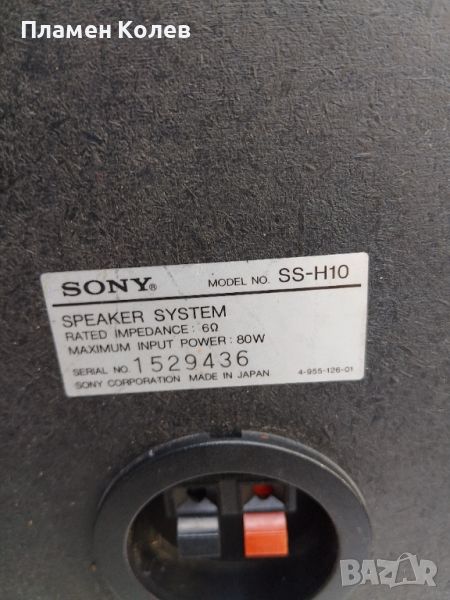 Пламен Колев
SONY® MODEL NO. SS-H10
SPEAKER SYSTEM
RATED IMPEDANCE: 6Ω
MAXIMUM INPUT POWER: 80W
SERIAL NO. 1529436
SONY CORPORATION MADE IN JAPAN 4-955-126-01
BAZAR